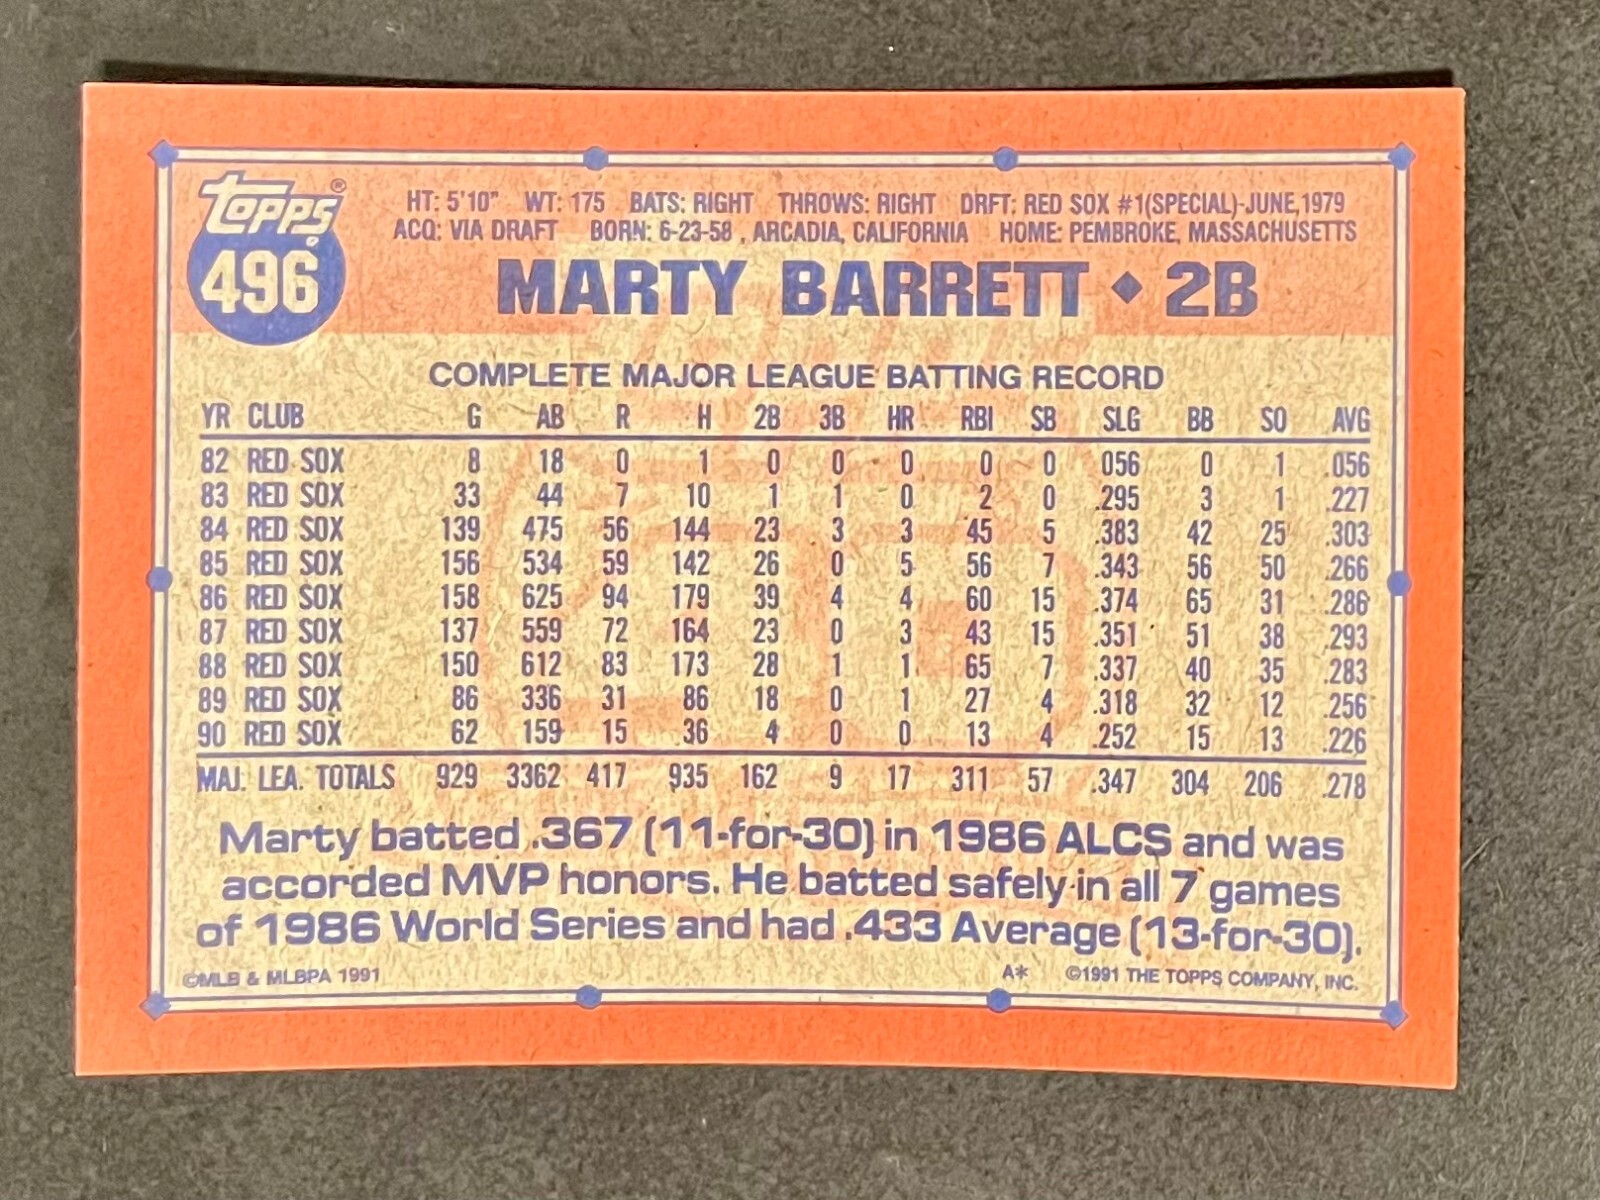 Topps®
496
HT: 5'10" WT: 175 BATS: RIGHT THROWS: RIGHT DRFT: RED SOX #1(SPECIAL)-JUNE,1979
ACQ: VIA DRAFT BORN: 6-23-58 , ARCADIA, CALIFORNIA HOME: PEMBROKE, MASSACHUSETTS
MARTY BARRETT ◆ 2B
COMPLETE MAJOR LEAGUE BATTING RECORD
YR CLUB G AB R H 2B 3B HR RBI SB SLG BB SO AVG
82 RED SOX 8 18 0 1 0 0 0 0 0 .056 0 1 .056
83 RED SOX 33 44 7 10 1 1 0 2 0 .295 3 1 .227
84 RED SOX 139 475 56 144 23 3 3 45 5 .383 42 25 .303
85 RED SOX 156 534 59 142 26 0 5 56 7 .343 56 50 .266
86 RED SOX 158 625 94 179 39 4 4 60 15 .374 65 31 .286
87 RED SOX 137 559 72 164 23 0 3 43 15 .351 51 38 .293
88 RED SOX 150 612 83 173 28 1 1 65 7 .337 40 35 .283
89 RED SOX 86 336 31 86 18 0 1 27 4 .318 32 12 .256
90 RED SOX 62 159 15 36 4 0 0 13 4 .252 15 13 .226
MAJ. LEA. TOTALS 929 3362 417 935 162 9 17 311 57 .347 304 206 .278
Marty batted .367 (11-for-30) in 1986 ALCS and was
accorded MVP honors. He batted safely in all 7 games
of 1986 World Series and had .433 Average (13-for-30).
©MLB & MLBPA 1991 A* ©1991 THE TOPPS COMPANY, INC.